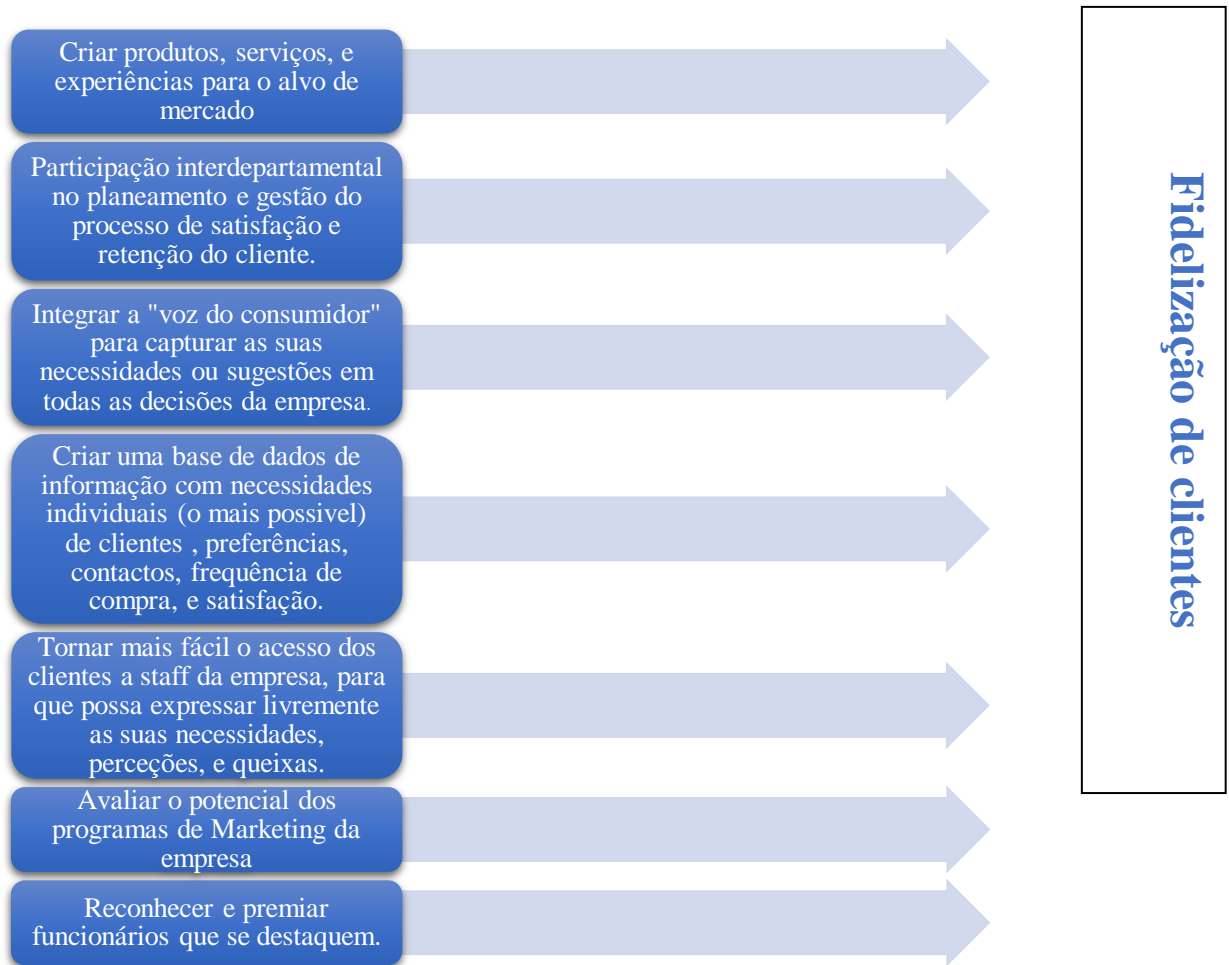 Criar produtos, serviços, e
experiências para o alvo de
mercado
Participação interdepartamental
no planeamento e gestão do
processo de satisfação e
retenção do cliente.
Integrar a "voz do consumidor"
para capturar as suas
necessidades ou sugestões em
todas as decisões da empresa.
Criar uma base de dados de
informação com necessidades
individuais (o mais possivel)
de clientes , preferências,
contactos, frequência de
compra, e satisfação.
Tornar mais fácil o acesso dos
clientes a staff da empresa, para
que possa expressar livremente
as suas necessidades,
perceções, e queixas.
Avaliar o potencial dos
programas de Marketing da
empresa
Reconhecer e premiar
funcionários que se destaquem.
Fidelização de clientes